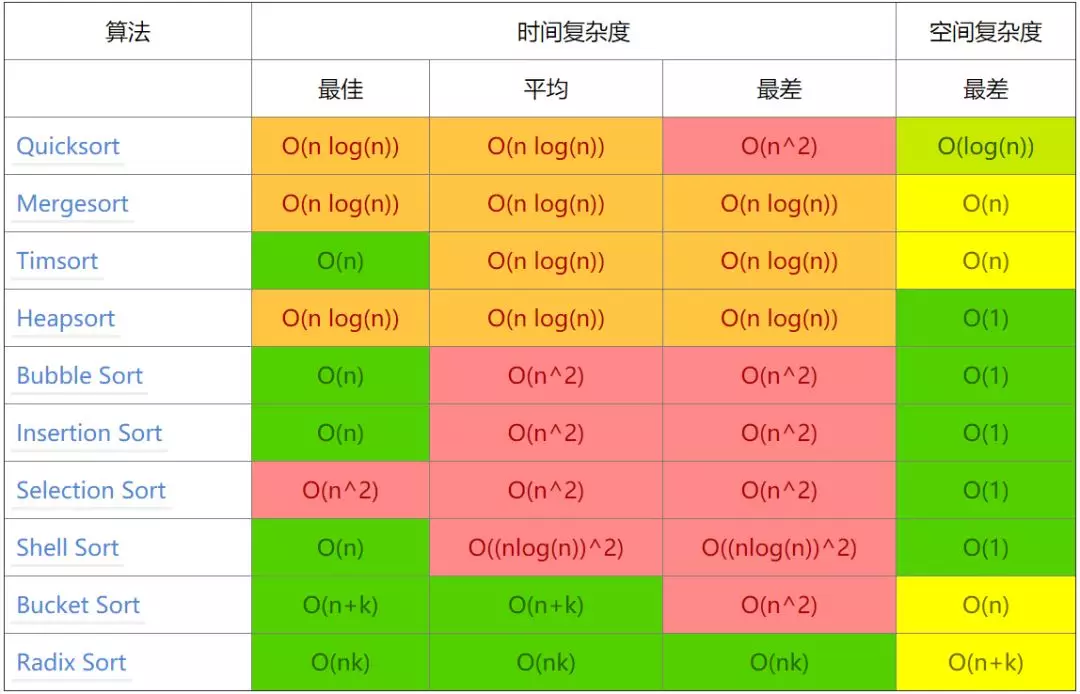 算法 时间复杂度 空间复杂度
最佳 平均 最差 最差
Quicksort O(n log(n)) O(n log(n)) O(n^2) O(log(n))
Mergesort O(n log(n)) O(n log(n)) O(n log(n)) O(n)
Timsort O(n) O(n log(n)) O(n log(n)) O(n)
Heapsort O(n log(n)) O(n log(n)) O(n log(n)) O(1)
Bubble Sort O(n) O(n^2) O(n^2) O(1)
Insertion Sort O(n) O(n^2) O(n^2) O(1)
Selection Sort O(n^2) O(n^2) O(n^2) O(1)
Shell Sort O(n) O((nlog(n))^2) O((nlog(n))^2) O(1)
Bucket Sort O(n+k) O(n+k) O(n^2) O(n)
Radix Sort O(nk) O(nk) O(nk) O(n+k)